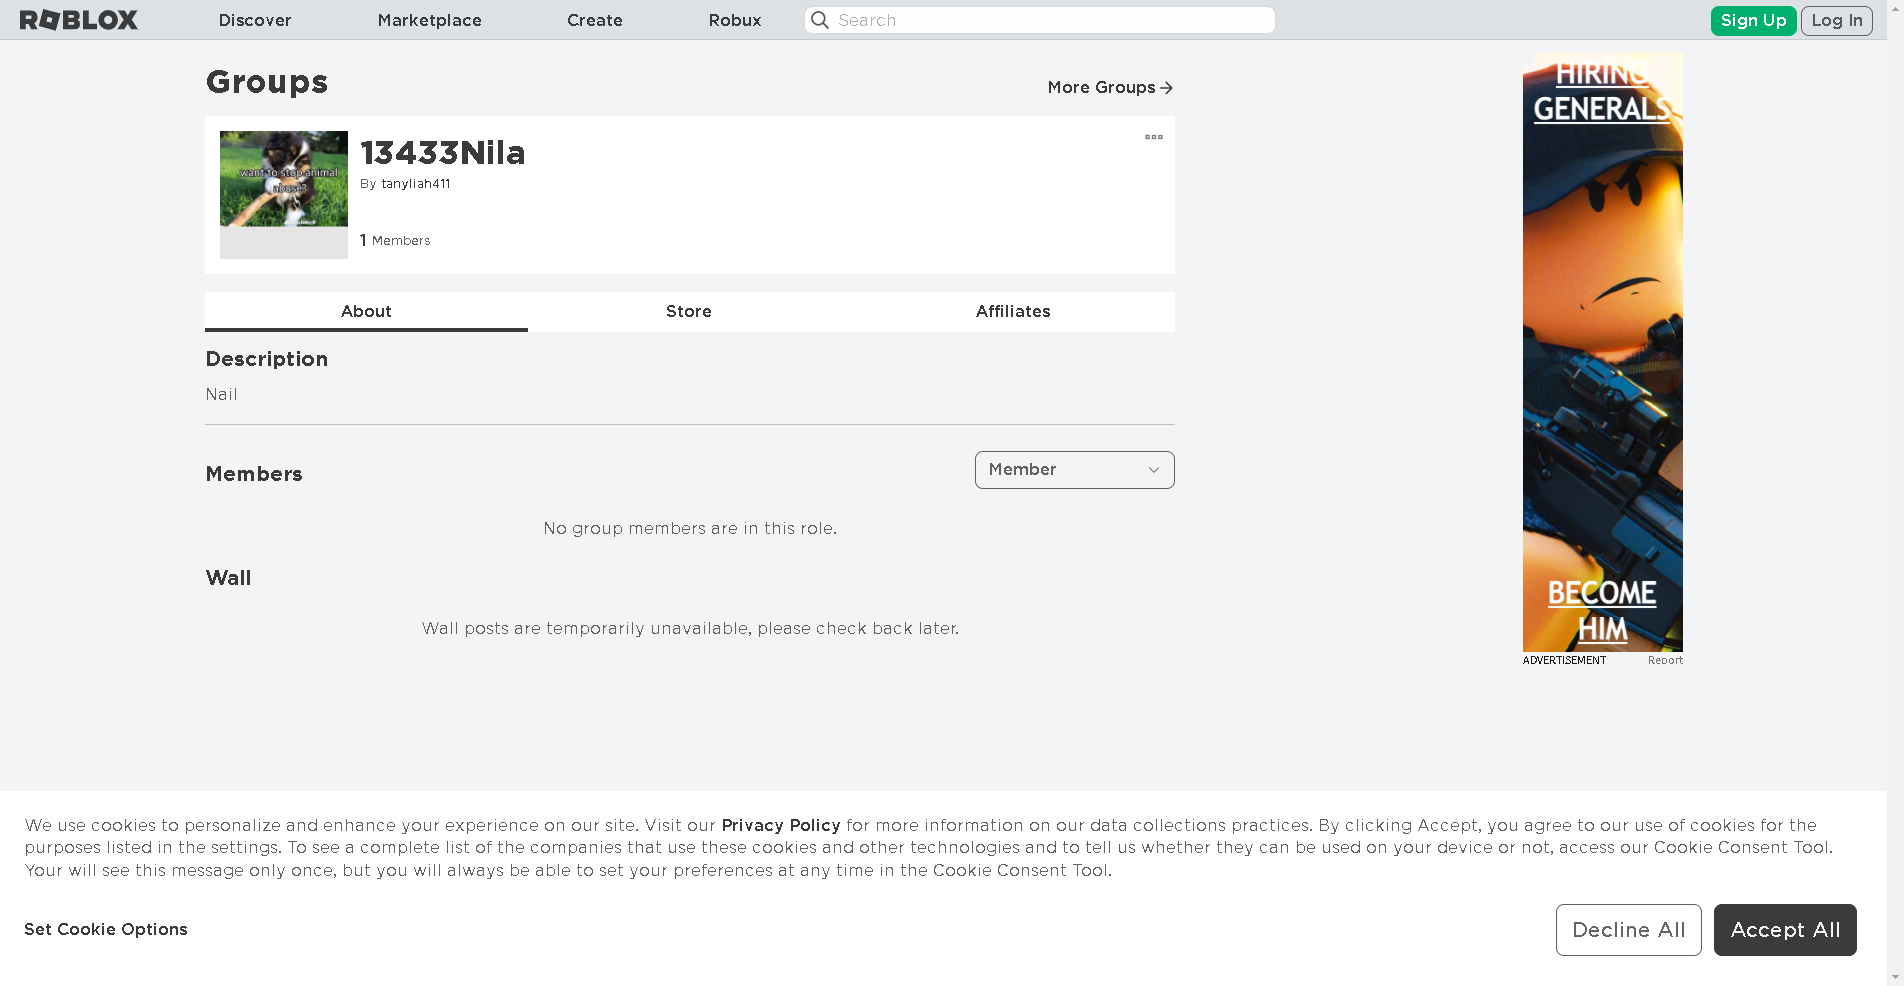 ROBLOX
Discover
Marketplace
Create
Robux
Search
Sign Up
Log In
Groups
More Groups
want to stop animal
abuse?
13433Nila
By tanyliah411
1 Members
About
Store
Affiliates
Description
Nail
Members
Member
No group members are in this role.
Wall
Wall posts are temporarily unavailable, please check back later.
HIRING
GENERALS
BECOME
HIM
ADVERTISEMENT
Report
We use cookies to personalize and enhance your experience on our site. Visit our Privacy Policy for more information on our data collections practices. By clicking Accept, you agree to our use of cookies for the
purposes listed in the settings. To see a complete list of the companies that use these cookies and other technologies and to tell us whether they can be used on your device or not, access our Cookie Consent Tool.
Your will see this message only once, but you will always be able to set your preferences at any time in the Cookie Consent Tool.
Set Cookie Options
Decline All
Accept All